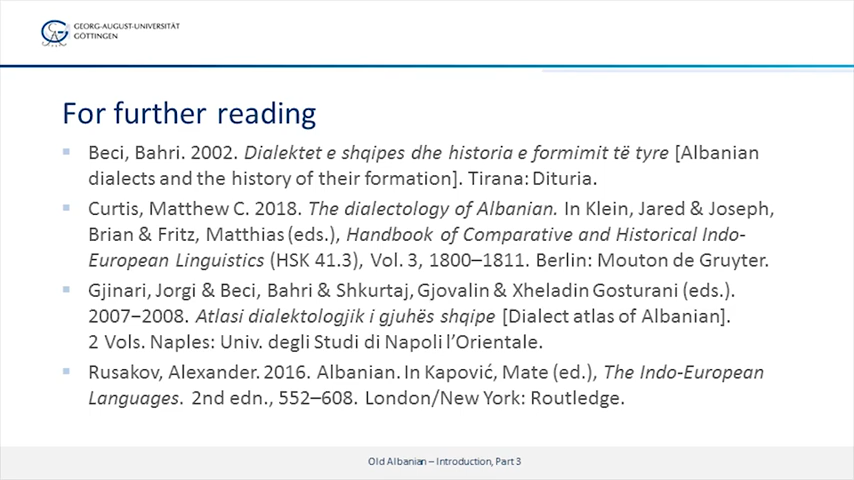 GEORG-AUGUST-UNIVERSITÄT
GÖTTINGEN
For further reading
Beci, Bahri. 2002. Dialektet e shqipes dhe historia e formimit të tyre [Albanian
dialects and the history of their formation]. Tirana: Dituria.
Curtis, Matthew C. 2018. The dialectology of Albanian. In Klein, Jared & Joseph,
Brian & Fritz, Matthias (eds.), Handbook of Comparative and Historical Indo-
European Linguistics (HSK 41.3), Vol. 3, 1800–1811. Berlin: Mouton de Gruyter.
Gjinari, Jorgi & Beci, Bahri & Shkurtaj, Gjovalin & Xheladin Gosturani (eds.).
2007–2008. Atlasi dialektologjik i gjuhës shqipe [Dialect atlas of Albanian].
2 Vols. Naples: Univ. degli Studi di Napoli l’Orientale.
Rusakov, Alexander. 2016. Albanian. In Kapović, Mate (ed.), The Indo-European
Languages. 2nd edn., 552–608. London/New York: Routledge.
Old Albanian – Introduction, Part 3